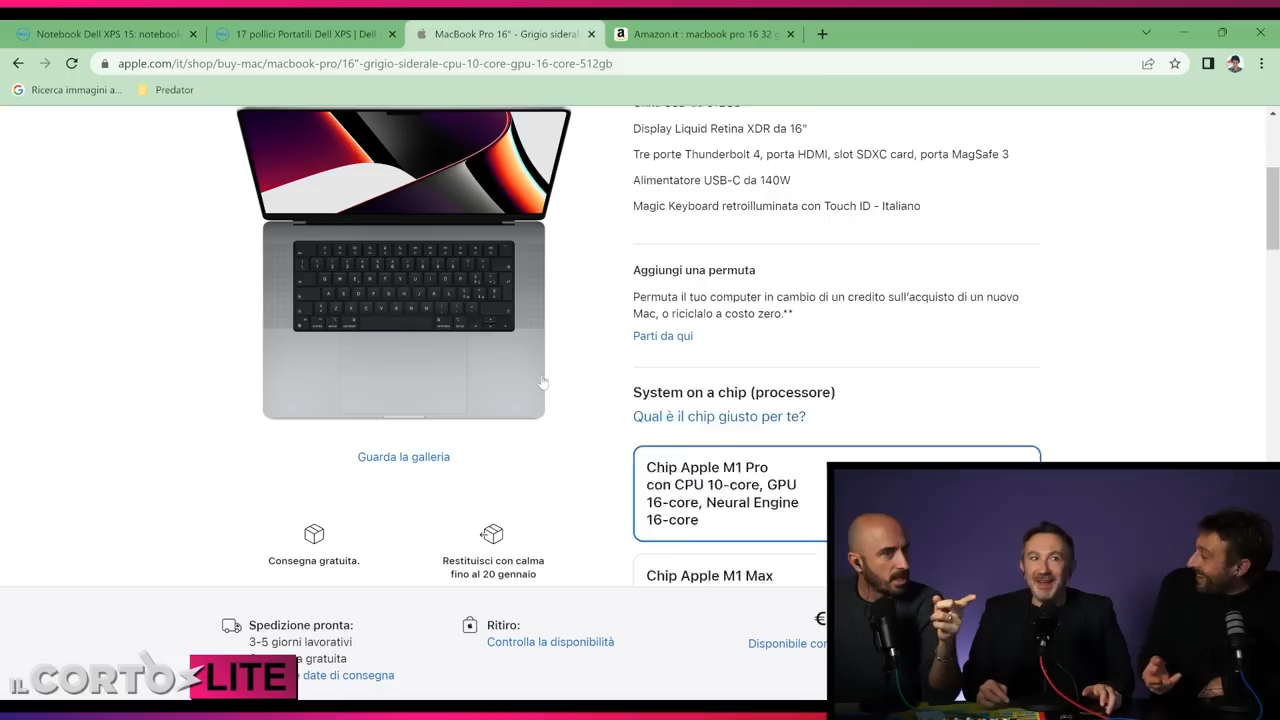 Notebook Dell XPS 15: notebook
17 pollici Portatili Dell XPS | Dell
MacBook Pro 16" - Grigio sideral
Amazon.it : macbook pro 16 32 g
apple.com/it/shop/buy-mac/macbook-pro/16"-grigio-siderale-cpu-10-core-gpu-16-core-512gb
Ricerca immagini a...
Predator
Display Liquid Retina XDR da 16"
Tre porte Thunderbolt 4, porta HDMI, slot SDXC card, porta MagSafe 3
Alimentatore USB-C da 140W
Magic Keyboard retroilluminata con Touch ID - Italiano
Aggiungi una permuta
Permuta il tuo computer in cambio di un credito sull'acquisto di un nuovo
Mac, o riciclalo a costo zero.**
Parti da qui
System on a chip (processore)
Qual è il chip giusto per te?
Chip Apple M1 Pro
con CPU 10-core, GPU
16-core, Neural Engine
16-core
Chip Apple M1 Max
Guarda la galleria
Consegna gratuita.
Restituisci con calma
fino al 20 gennaio
Spedizione pronta:
3-5 giorni lavorativi
gratuita
date di consegna
Ritiro:
Controlla la disponibilità
€
Disponibile con
IL CORTO LITE